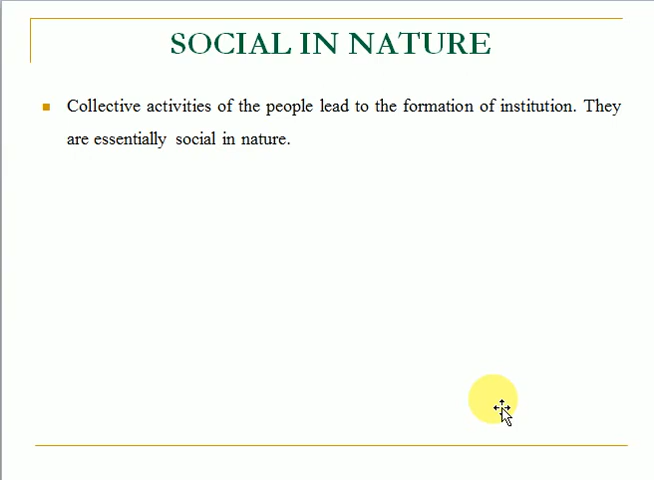 SOCIAL IN NATURE
Collective activities of the people lead to the formation of institution. They
are essentially social in nature.